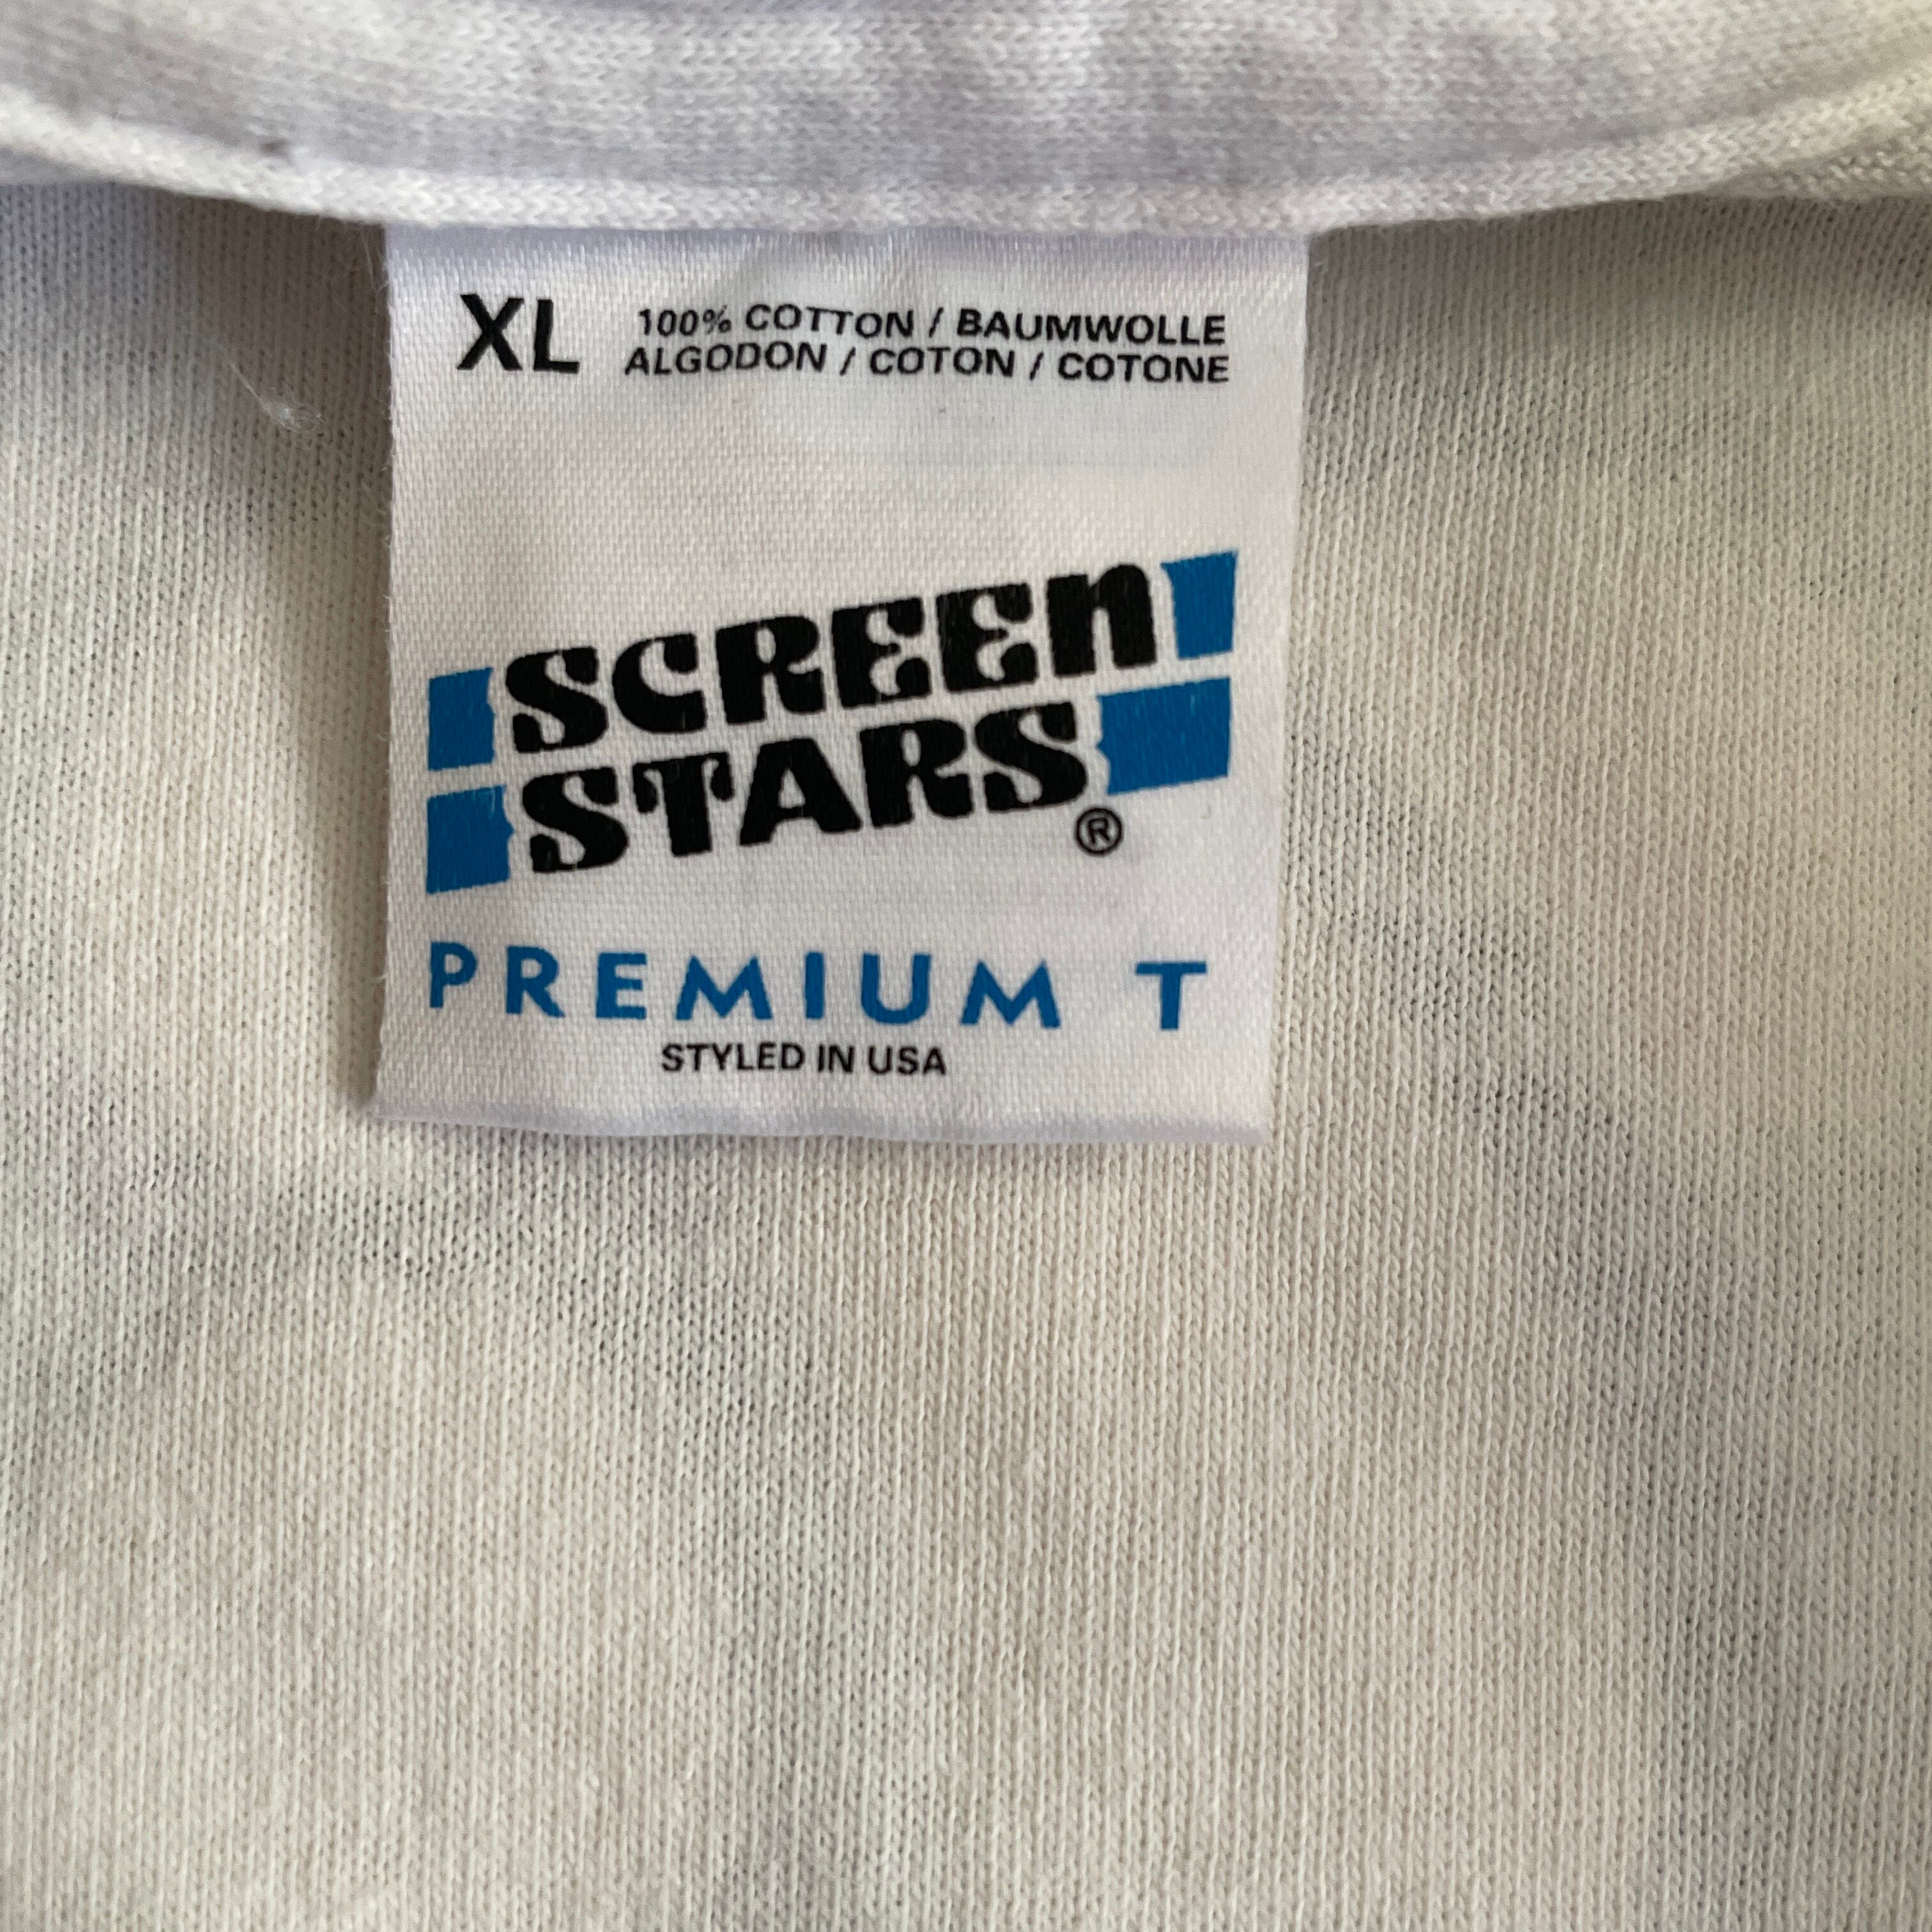 XL
100% COTTON / BAUMWOLLE
ALGODON / COTON / COTONE
SCREEN
STARS®
PREMIUM T
STYLED IN USA